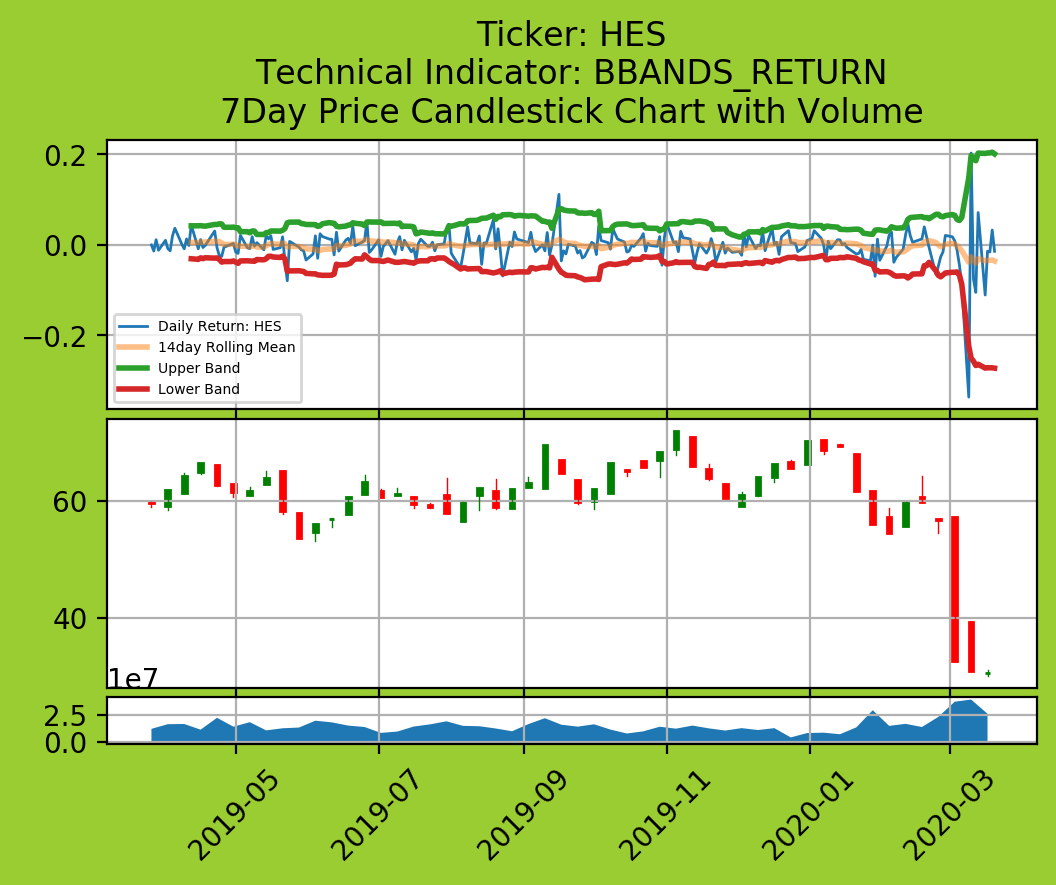 Ticker: HES
Technical Indicator: BBANDS_RETURN
7Day Price Candlestick Chart with Volume
0.2
0.0
−0.2
Daily Return: HES
14day Rolling Mean
Upper Band
Lower Band
60
40
1e7
2.5
0.0
2019-05
2019-07
2019-09
2019-11
2020-01
2020-03